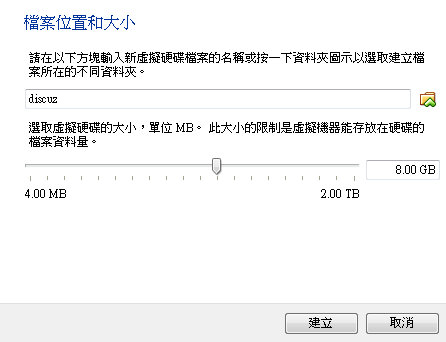 檔案位置和大小
請在以下方塊輸入新虛擬硬碟檔案的名稱或按一下資料夾圖示以選取建立檔
案所在的不同資料夾。
discuz
選取虛擬硬碟的大小，單位 MB。 此大小的限制是虛擬機器能存放在硬碟的
檔案資料量。
8.00 GB
4.00 MB 2.00 TB
建立 取消